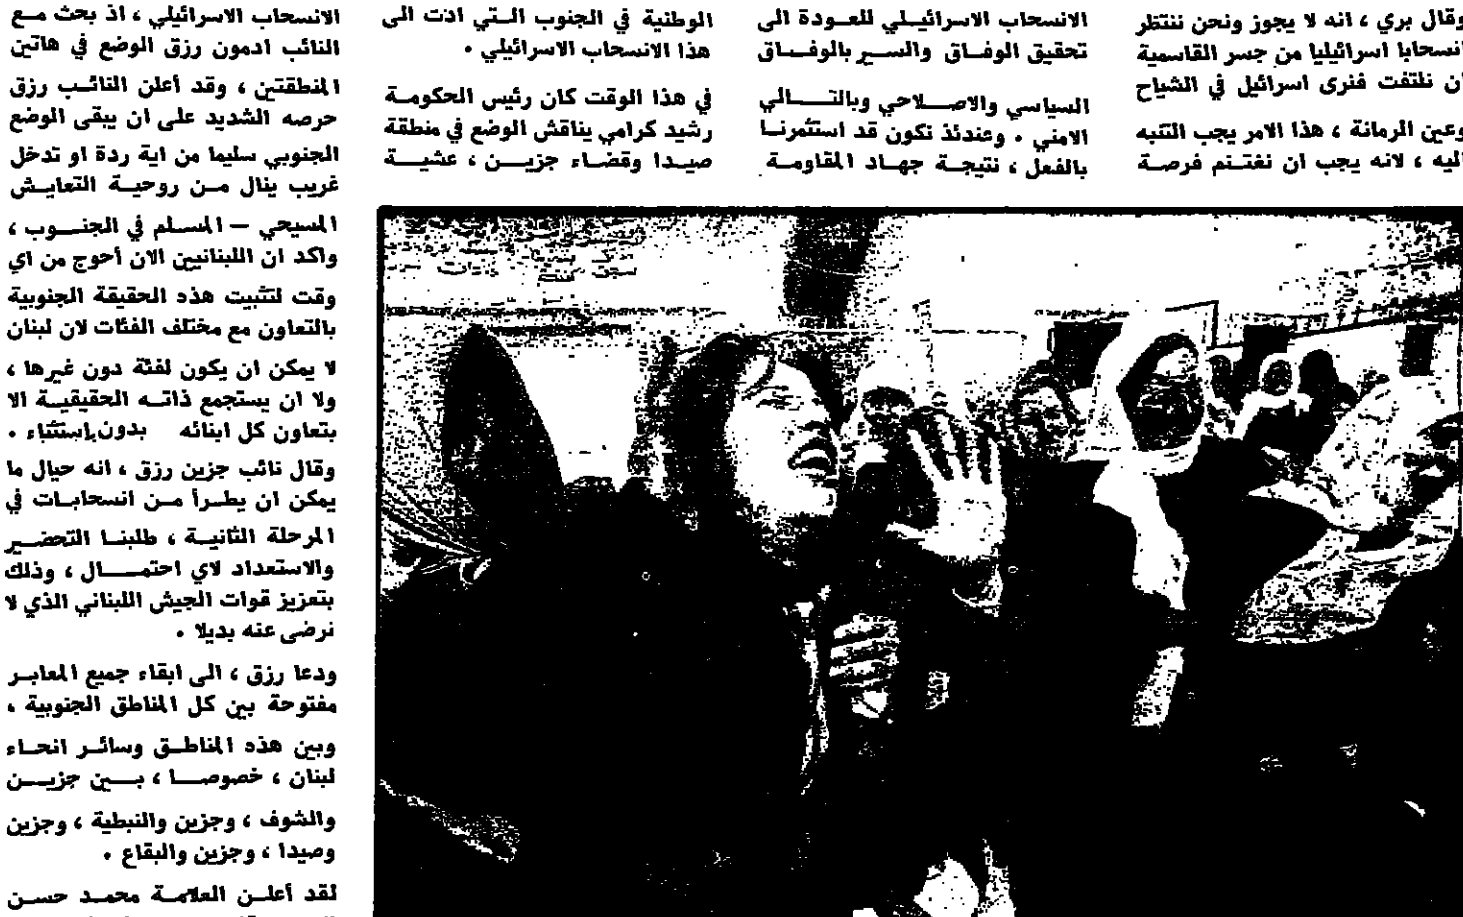 وقال بري ، انه لا يجوز ونحن ننتظر
انسحابا اسرائيليا من جسر القاسمية
ان نلتفت فنرى اسرائيل في الشياح
وعين الرمانة ، هذا الامر يجب التنبه
اليه ، لانه يجب ان نغتنم فرصة
الانسحاب الاسرائيلي للعودة الى
تحقيق الوفاق والسير بالوفاق
السياسي والاصلاحي وبالتالي
الامني . وعندئذ نكون قد استثمرنا
بالفعل ، نتيجة جهاد المقاومة
الوطنية في الجنوب التي ادت الى
هذا الانسحاب الاسرائيلي .
في هذا الوقت كان رئيس الحكومة
رشيد كرامي يناقش الوضع في منطقة
صيدا وقضاء جزين ، عشية
الانسحاب الاسرائيلي ، اذ بحث مع
النائب ادمون رزق الوضع في هاتين
المنطقتين ، وقد أعلن النائب رزق
حرصه الشديد على ان يبقى الوضع
الجنوبي سليما من اية ردة او تدخل
غريب ينال من روحية التعايش
المسيحي — المسلم في الجنوب ،
واكد ان اللبنانيين الان أحوج من اي
وقت لتثبيت هذه الحقيقة الجنوبية
بالتعاون مع مختلف الفئات لان لبنان
لا يمكن ان يكون لفئة دون غيرها ،
ولا ان يستجمع ذاته الحقيقية الا
بتعاون كل ابنائه بدون إستثناء .
وقال نائب جزين رزق ، انه حيال ما
يمكن ان يطرأ من انسحابات في
المرحلة الثانية ، طلبنا التحضير
والاستعداد لاي احتمال ، وذلك
بتعزيز قوات الجيش اللبناني الذي لا
نرضى عنه بديلا .
ودعا رزق ، الى ابقاء جميع المعابر
مفتوحة بين كل المناطق الجنوبية ،
وبين هذه المناطق وسائر انحاء
لبنان ، خصوصا ، بين جزين
والشوف ، وجزين والنبطية ، وجزين
وصيدا ، وجزين والبقاع .
لقد أعلن العلامة محمد حسن